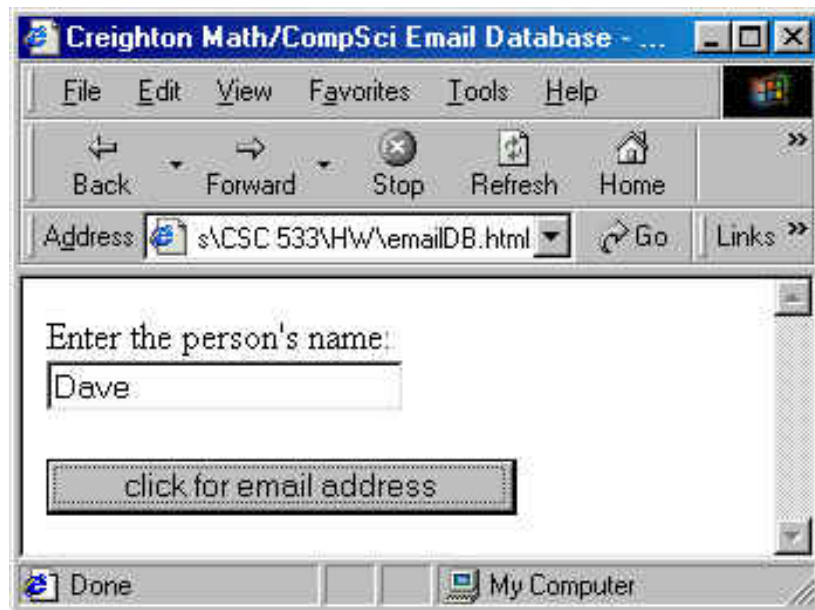 Creighton Math/CompSci Email Database - ...
File Edit View Favorites Tools Help
Back Forward Stop Refresh Home »
Address s\CSC 533\HW\emailDB.html Go Links »
Enter the person's name:
Dave
click for email address
Done My Computer